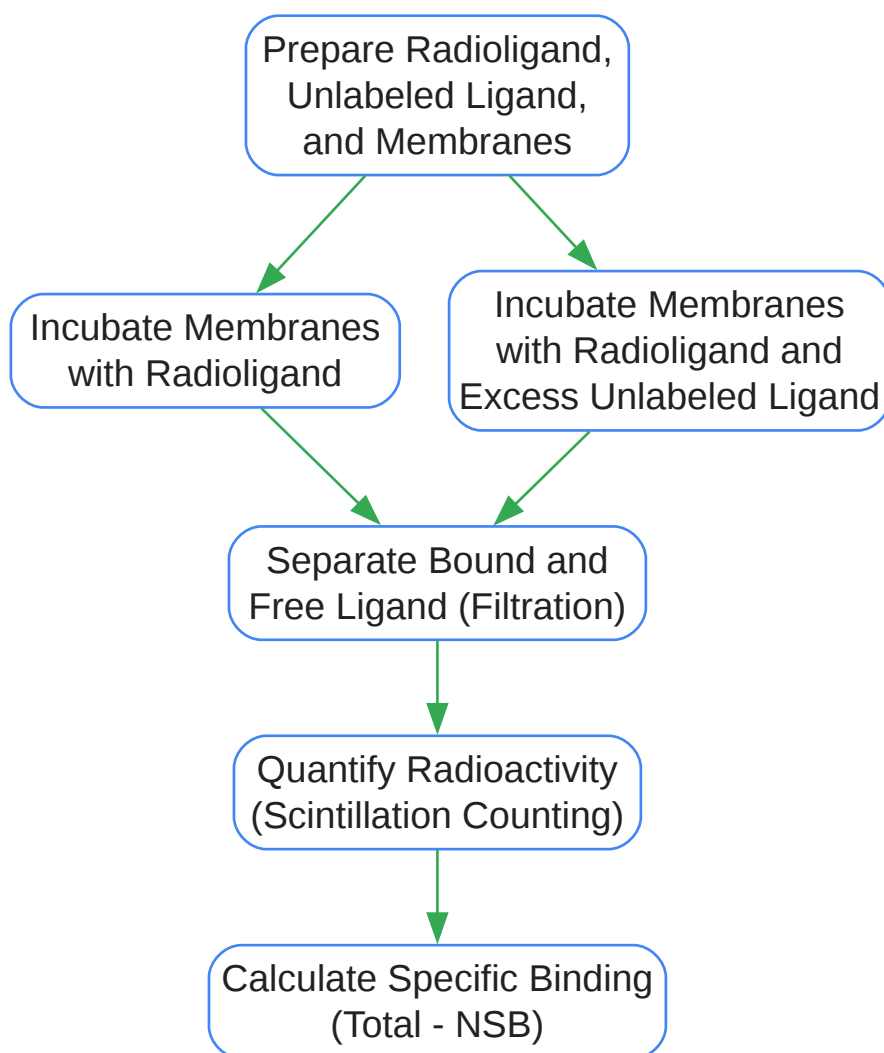 Prepare Radioligand,
Unlabeled Ligand,
and Membranes
Incubate Membranes
with Radioligand
Incubate Membranes
with Radioligand and
Excess Unlabeled Ligand
Separate Bound and
Free Ligand (Filtration)
Quantify Radioactivity
(Scintillation Counting)
Calculate Specific Binding
(Total - NSB)